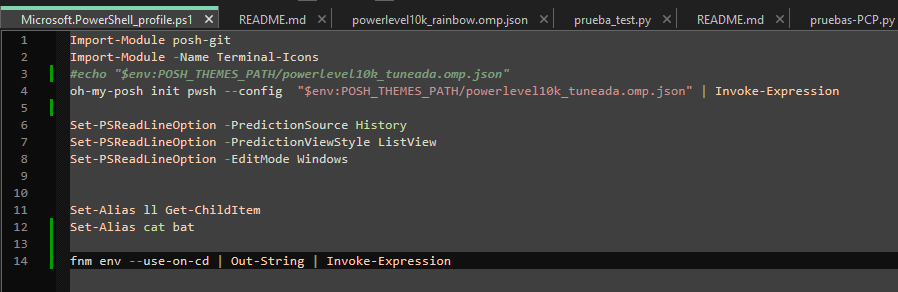 Microsoft.PowerShell_profile.ps1 README.md powerlevel10k_rainbow.omp.json prueba_test.py README.md pruebas-PCP.py
1 Import-Module posh-git
2 Import-Module -Name Terminal-Icons
3 #echo "$env:POSH_THEMES_PATH/powerlevel10k_tuneada.omp.json"
4 oh-my-posh init pwsh --config  "$env:POSH_THEMES_PATH/powerlevel10k_tuneada.omp.json" | Invoke-Expression
5
6 Set-PSReadLineOption -PredictionSource History
7 Set-PSReadLineOption -PredictionViewStyle ListView
8 Set-PSReadLineOption -EditMode Windows
9
10
11 Set-Alias ll Get-ChildItem
12 Set-Alias cat bat
13
14 fnm env --use-on-cd | Out-String | Invoke-Expression